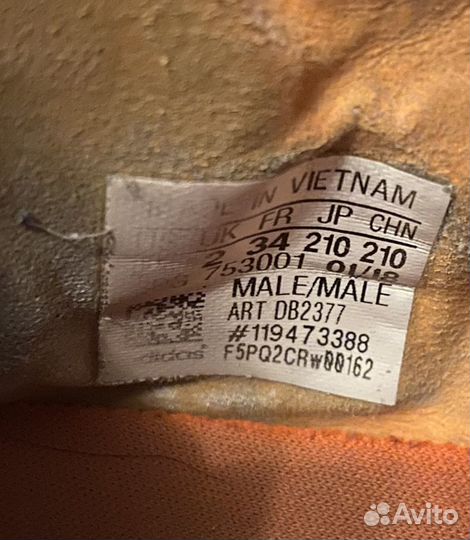 IN VIETNAM
UK FR JP CHN
2 34 210 210
753001 01/18
MALE/MALE
ART DB2377
#119473388
adidas F5PQ2CRW00162
Avito